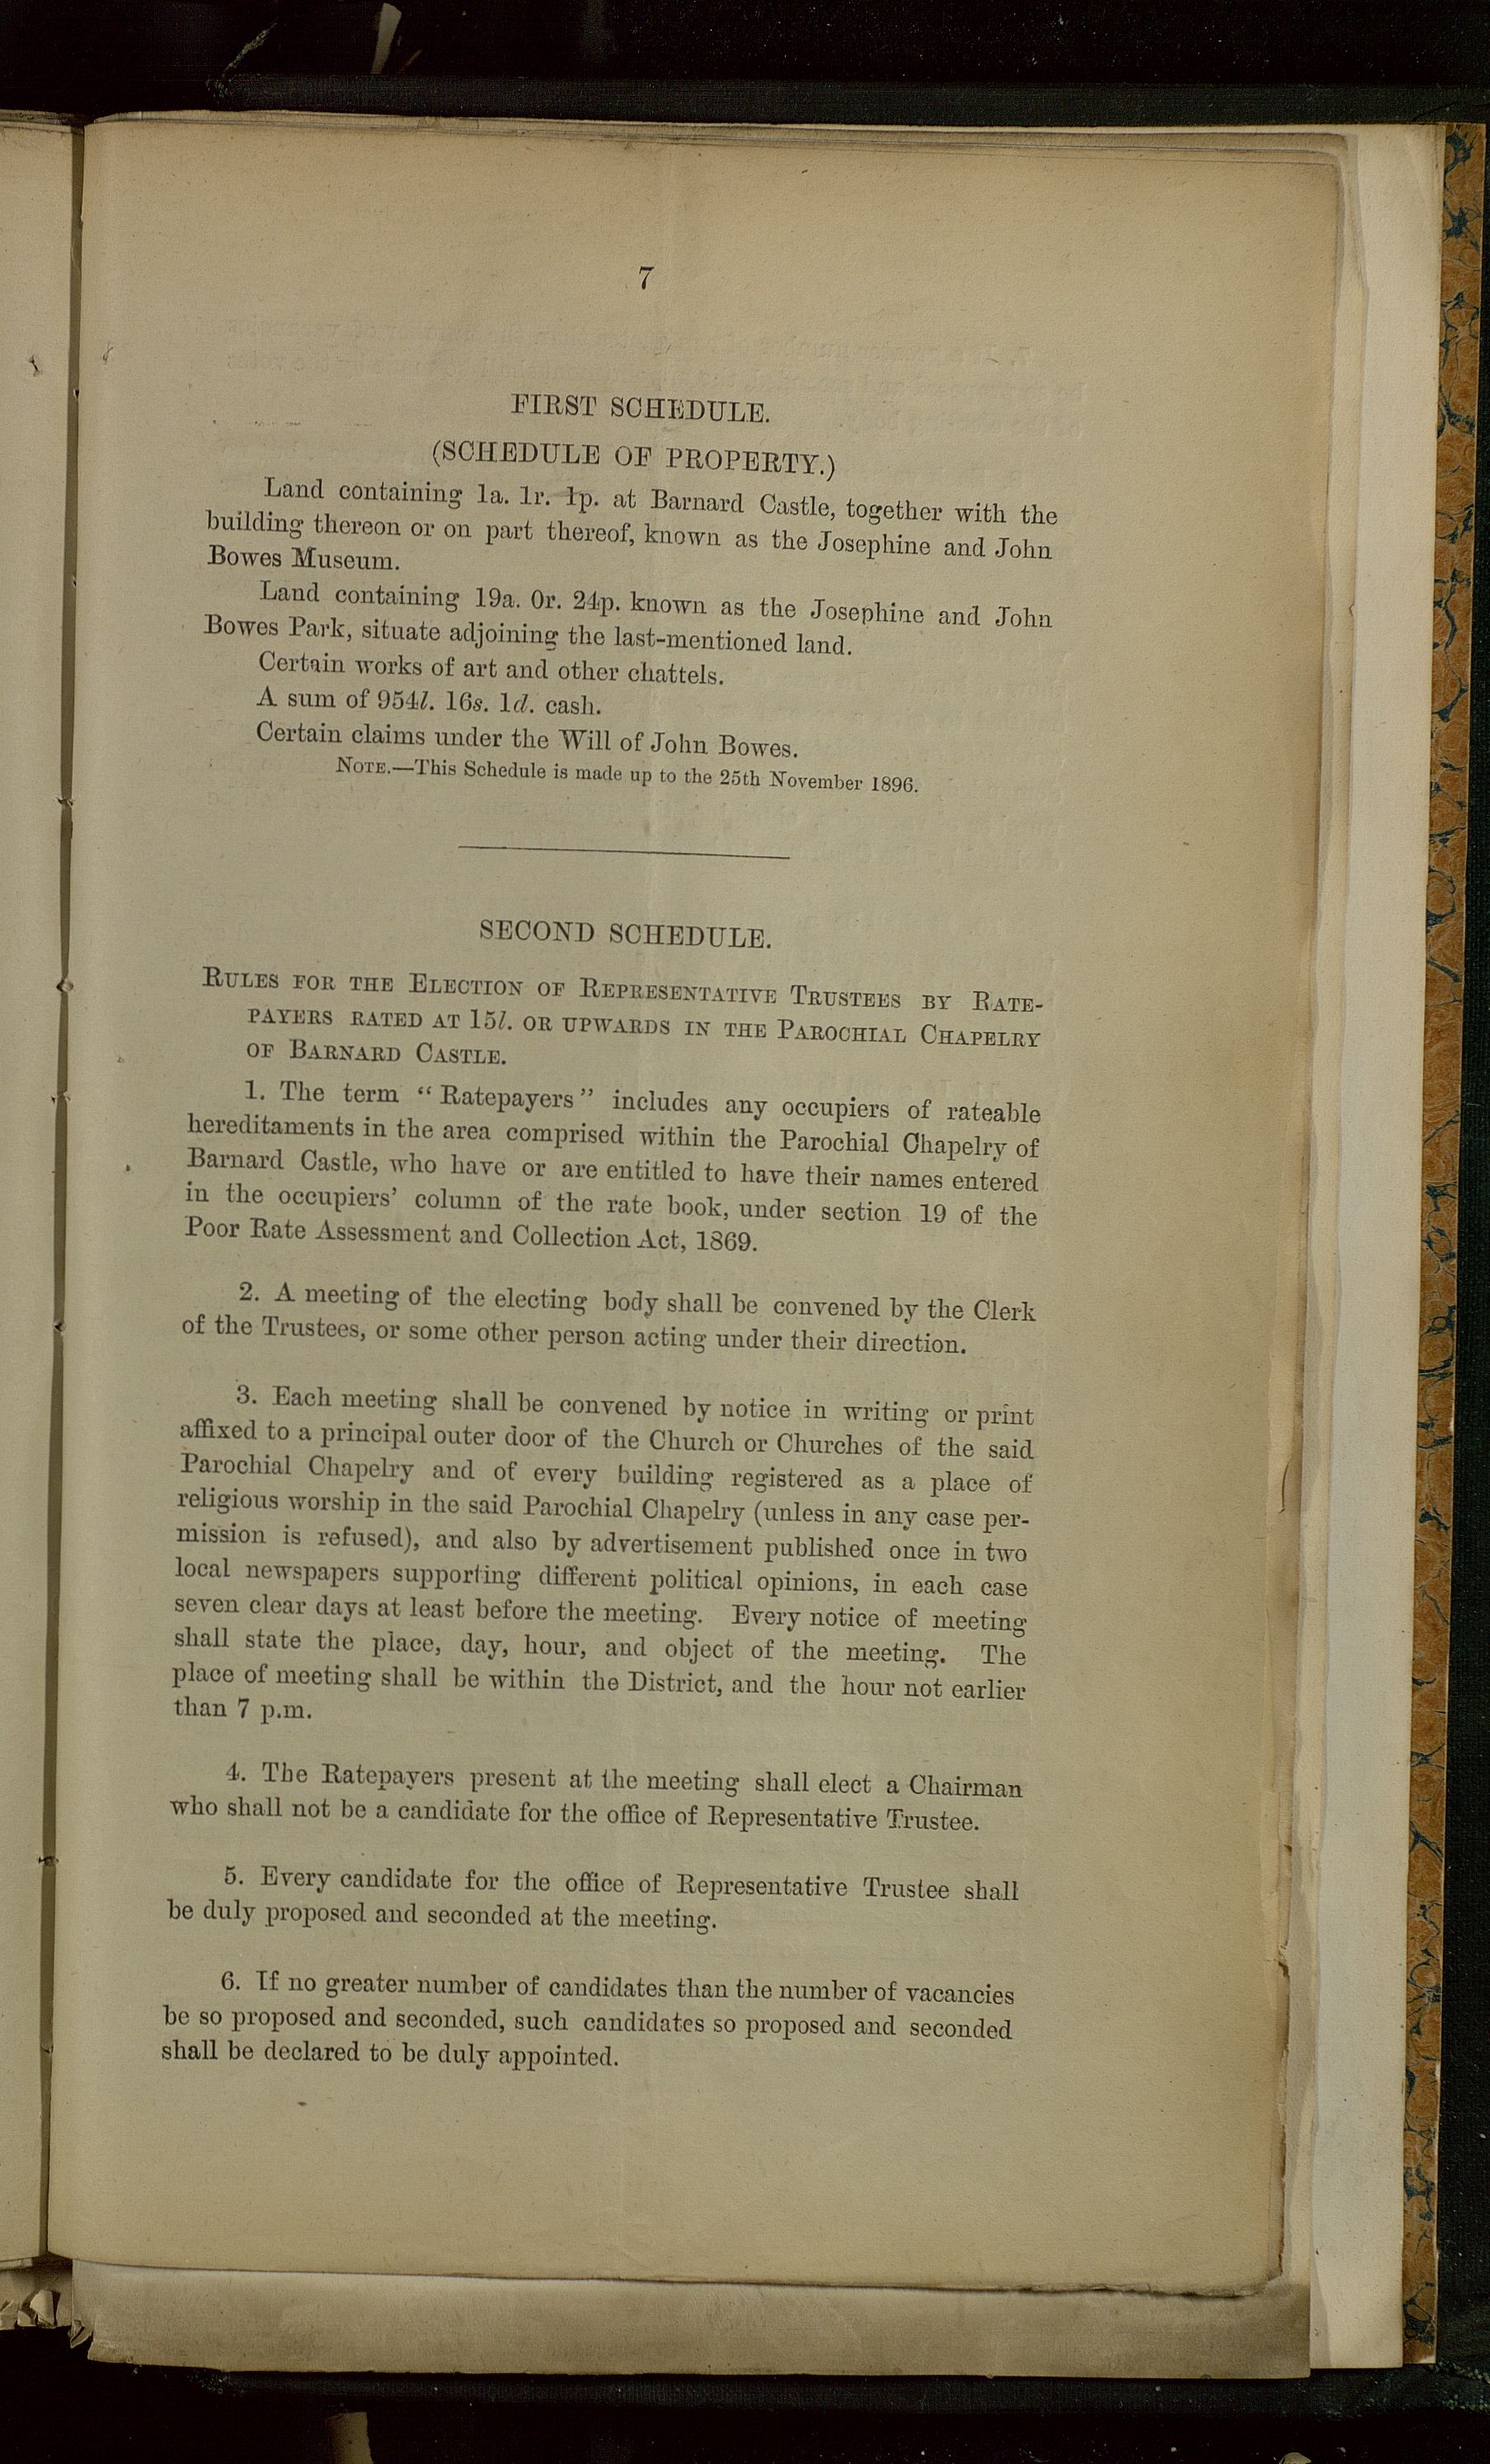 7
FIRST SCHEDULE.
(SCHEDULE OF PROPERTY.)
Land containing 1a. 1r. 1p. at Barnard Castle, together with the
building thereon or on part thereof, known as the Josephine and John
Bowes Museum.
Land containing 19a. 0r. 24p. known as the Josephine and John
Bowes Park, situate adjoining the last-mentioned land.
Certain works of art and other chattels.
A sum of 954l. 16s. 1d. cash.
Certain claims under the Will of John Bowes.
NOTE.—This Schedule is made up to the 25th November 1896.
SECOND SCHEDULE.
RULES FOR THE ELECTION OF REPRESENTATIVE TRUSTEES BY RATE-
PAYERS RATED AT 15l. OR UPWARDS IN THE PAROCHIAL CHAPELRY
OF BARNARD CASTLE.
1. The term “Ratepayers” includes any occupiers of rateable
hereditaments in the area comprised within the Parochial Chapelry of
Barnard Castle, who have or are entitled to have their names entered
in the occupiers’ column of the rate book, under section 19 of the
Poor Rate Assessment and Collection Act, 1869.
2. A meeting of the electing body shall be convened by the Clerk
of the Trustees, or some other person acting under their direction.
3. Each meeting shall be convened by notice in writing or print
affixed to a principal outer door of the Church or Churches of the said
Parochial Chapelry and of every building registered as a place of
religious worship in the said Parochial Chapelry (unless in any case per-
mission is refused), and also by advertisement published once in two
local newspapers supporting different political opinions, in each case
seven clear days at least before the meeting. Every notice of meeting
shall state the place, day, hour, and object of the meeting. The
place of meeting shall be within the District, and the hour not earlier
than 7 p.m.
4. The Ratepayers present at the meeting shall elect a Chairman
who shall not be a candidate for the office of Representative Trustee.
5. Every candidate for the office of Representative Trustee shall
be duly proposed and seconded at the meeting.
6. If no greater number of candidates than the number of vacancies
be so proposed and seconded, such candidates so proposed and seconded
shall be declared to be duly appointed.